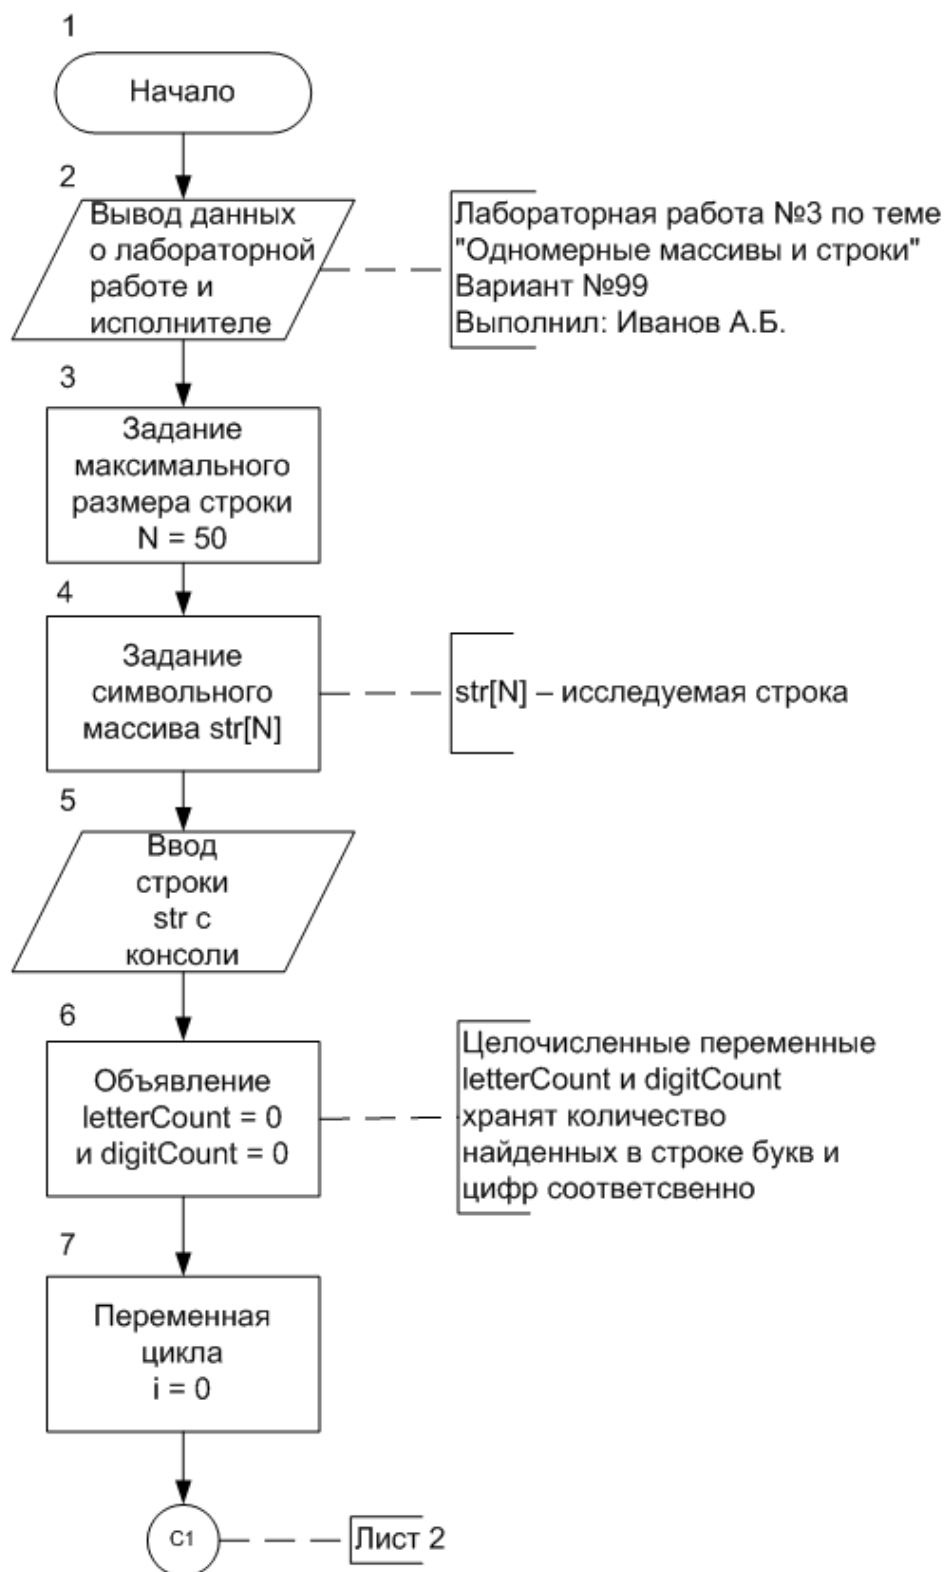 1
Начало
2
Вывод данных
о лабораторной
работе и
исполнителе
Лабораторная работа №3 по теме
"Одномерные массивы и строки"
Вариант №99
Выполнил: Иванов А.Б.
3
Задание
максимального
размера строки
N = 50
4
Задание
символьного
массива str[N]
str[N] – исследуемая строка
5
Ввод
строки
str с
консоли
6
Объявление
letterCount = 0
и digitCount = 0
Целочисленные переменные
letterCount и digitCount
хранят количество
найденных в строке букв и
цифр соответсвенно
7
Переменная
цикла
i = 0
C1
Лист 2